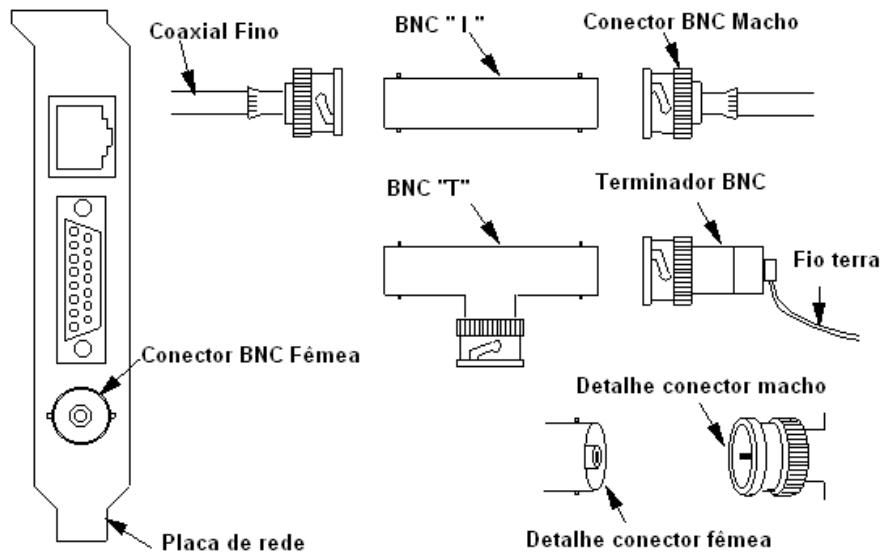 Coaxial Fino
BNC " I "
Conector BNC Macho
BNC "T"
Terminador BNC
Fio terra
Conector BNC Fêmea
Detalhe conector macho
Placa de rede
Detalhe conector fêmea